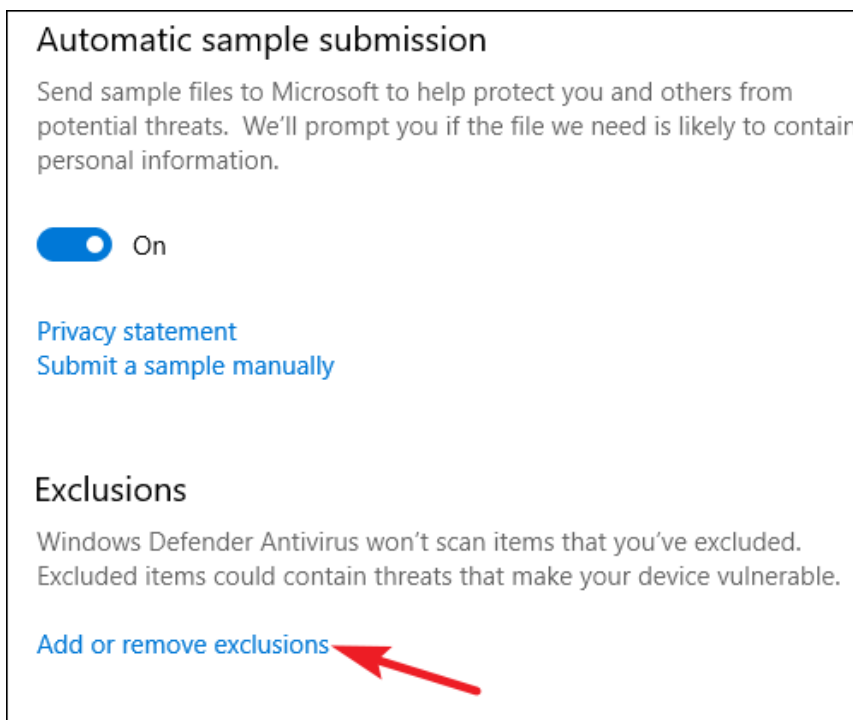 Automatic sample submission
Send sample files to Microsoft to help protect you and others from
potential threats.  We'll prompt you if the file we need is likely to contain
personal information.
On
Privacy statement
Submit a sample manually
Exclusions
Windows Defender Antivirus won't scan items that you've excluded.
Excluded items could contain threats that make your device vulnerable.
Add or remove exclusions